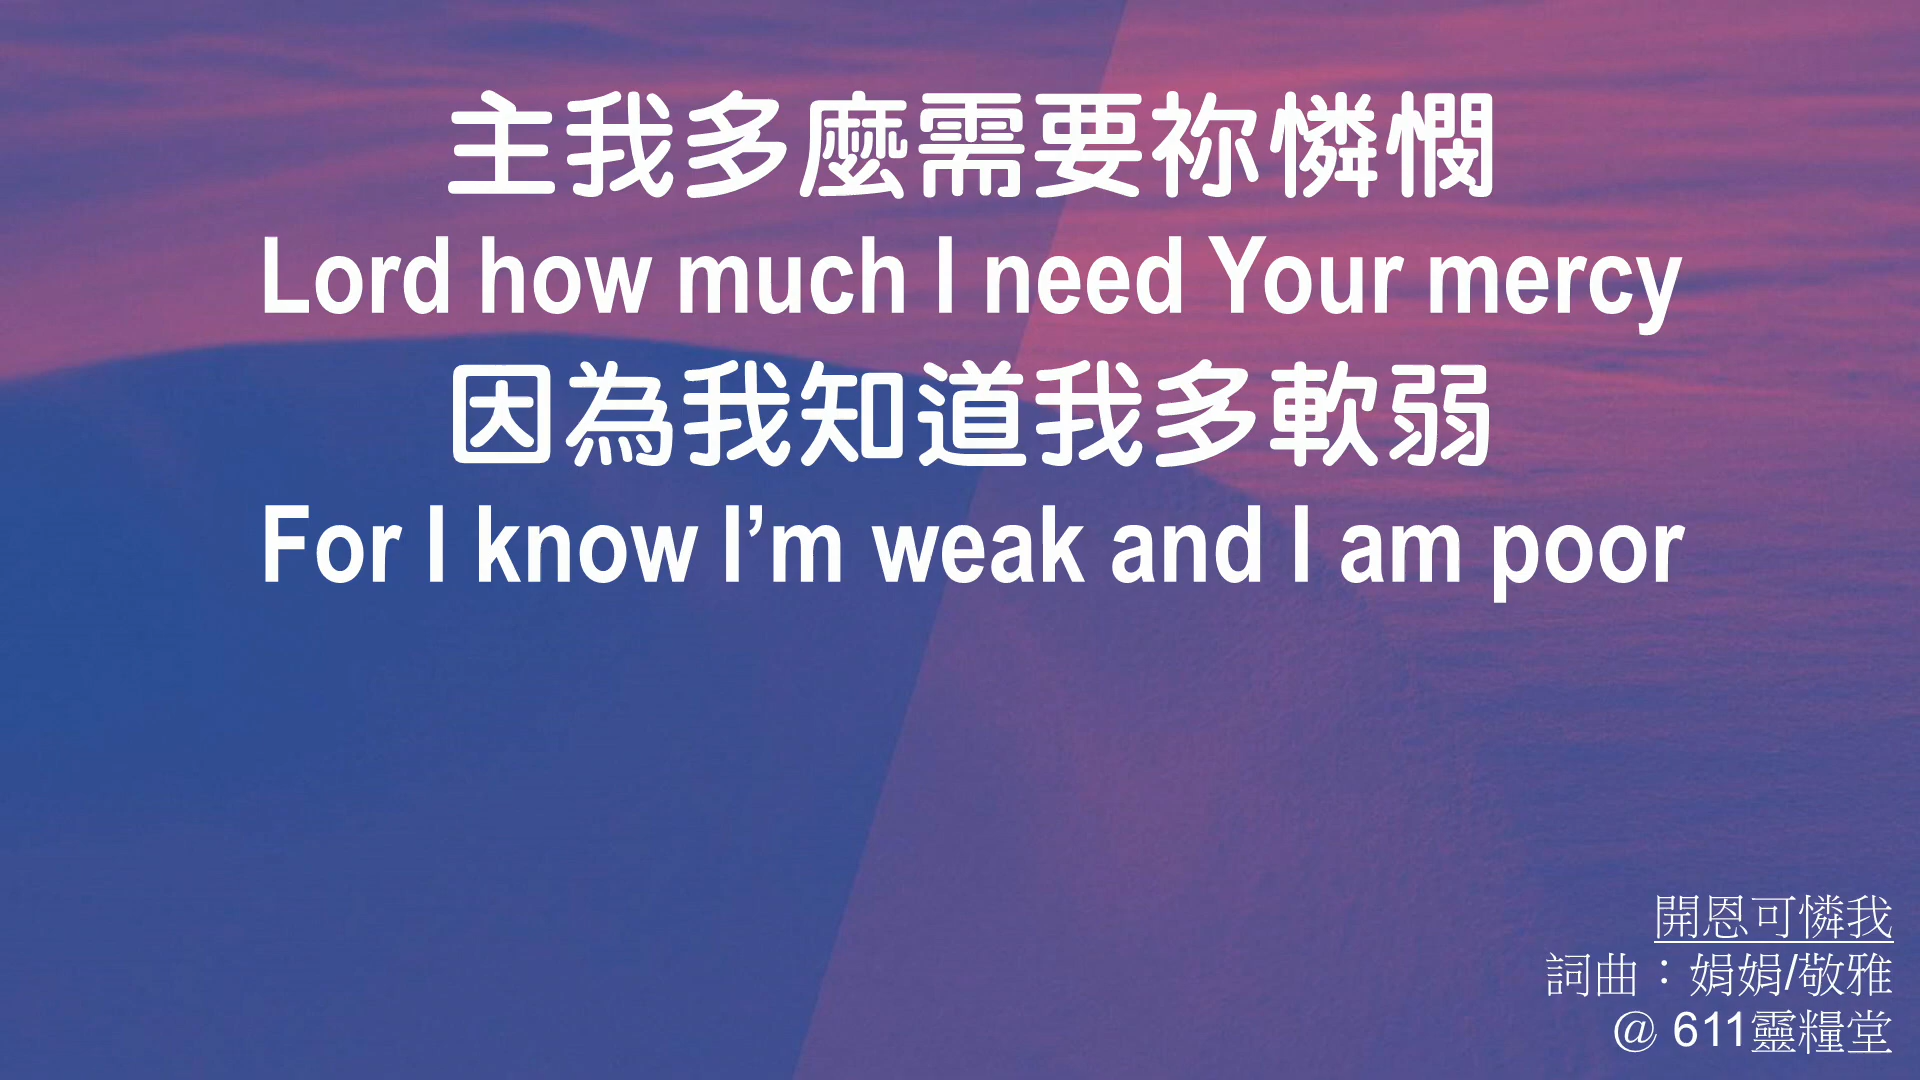 主我多麼需要祢憐憫
Lord how much I need Your mercy
因為我知道我多軟弱
For I know I’m weak and I am poor
開恩可憐我
詞曲：娟娟/敬雅
@ 611靈糧堂